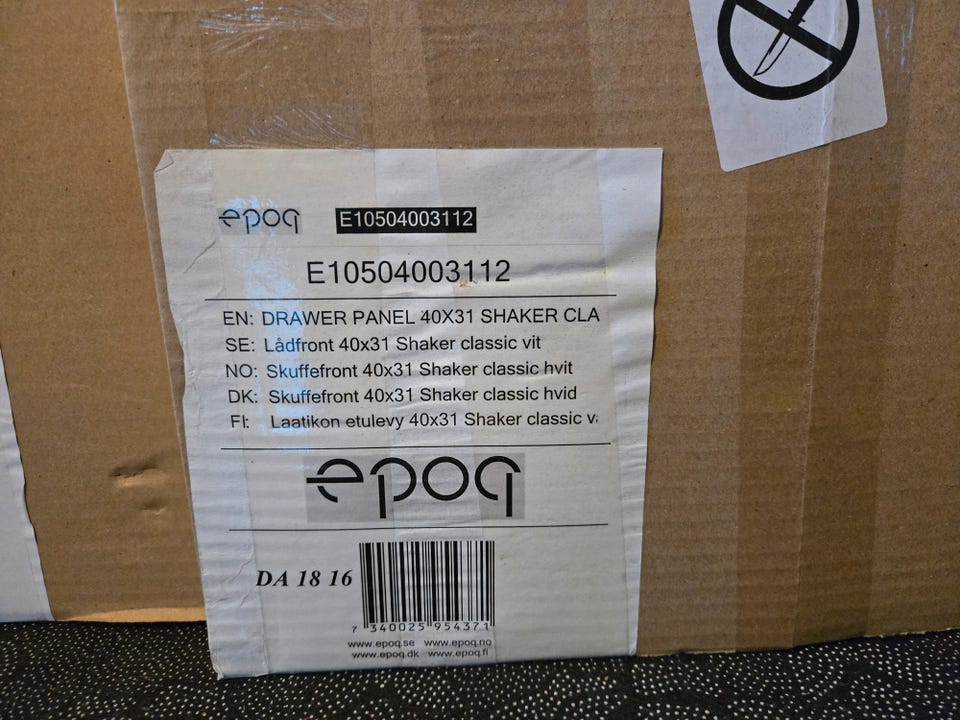 epoq E10504003112
E10504003112
EN: DRAWER PANEL 40X31 SHAKER CLA
SE: Lådfront 40x31 Shaker classic vit
NO: Skuffefront 40x31 Shaker classic hvit
DK: Skuffefront 40x31 Shaker classic hvid
FI: Laatikon etulevy 40x31 Shaker classic
epoq
DA 18 16
7 340025 954371
www.epoq.se www.epoq.no
www.epoq.dk www.epoq.fi